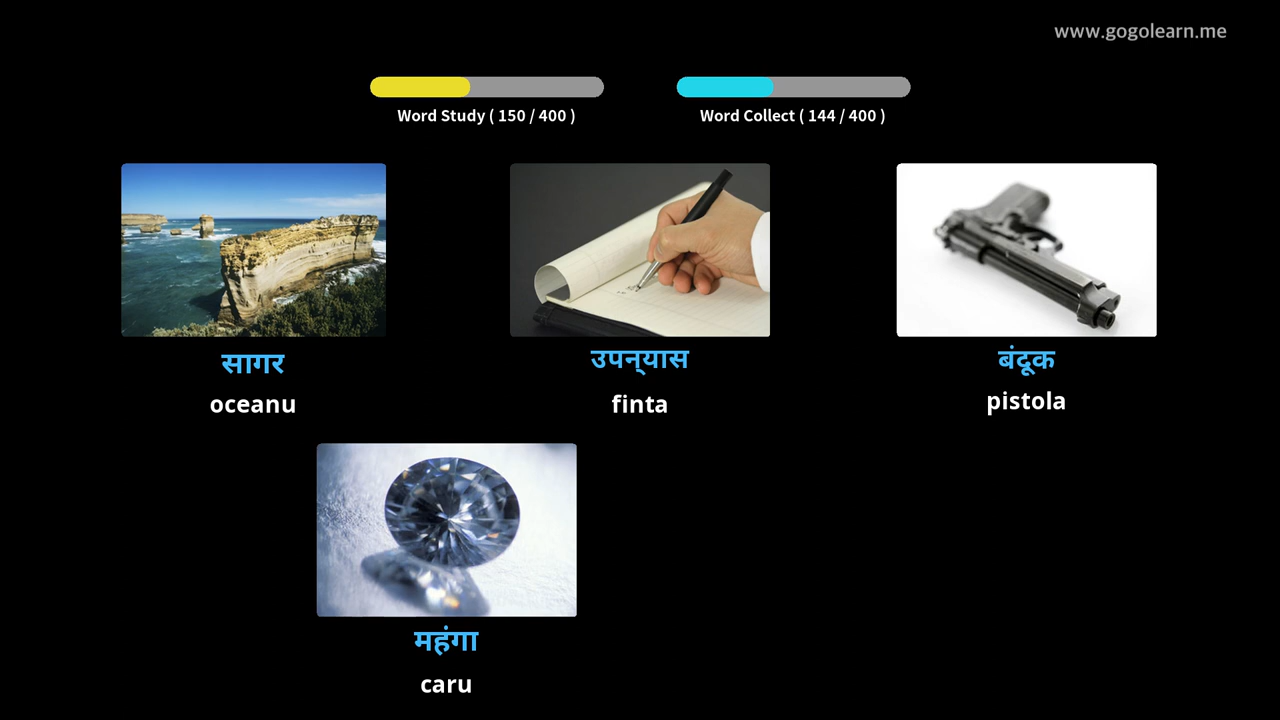 www.gogolearn.me
Word Study ( 150 / 400 )
Word Collect ( 144 / 400 )
सागर
oceanu
उपन्यास
finta
बंदूक
pistola
महंगा
caru